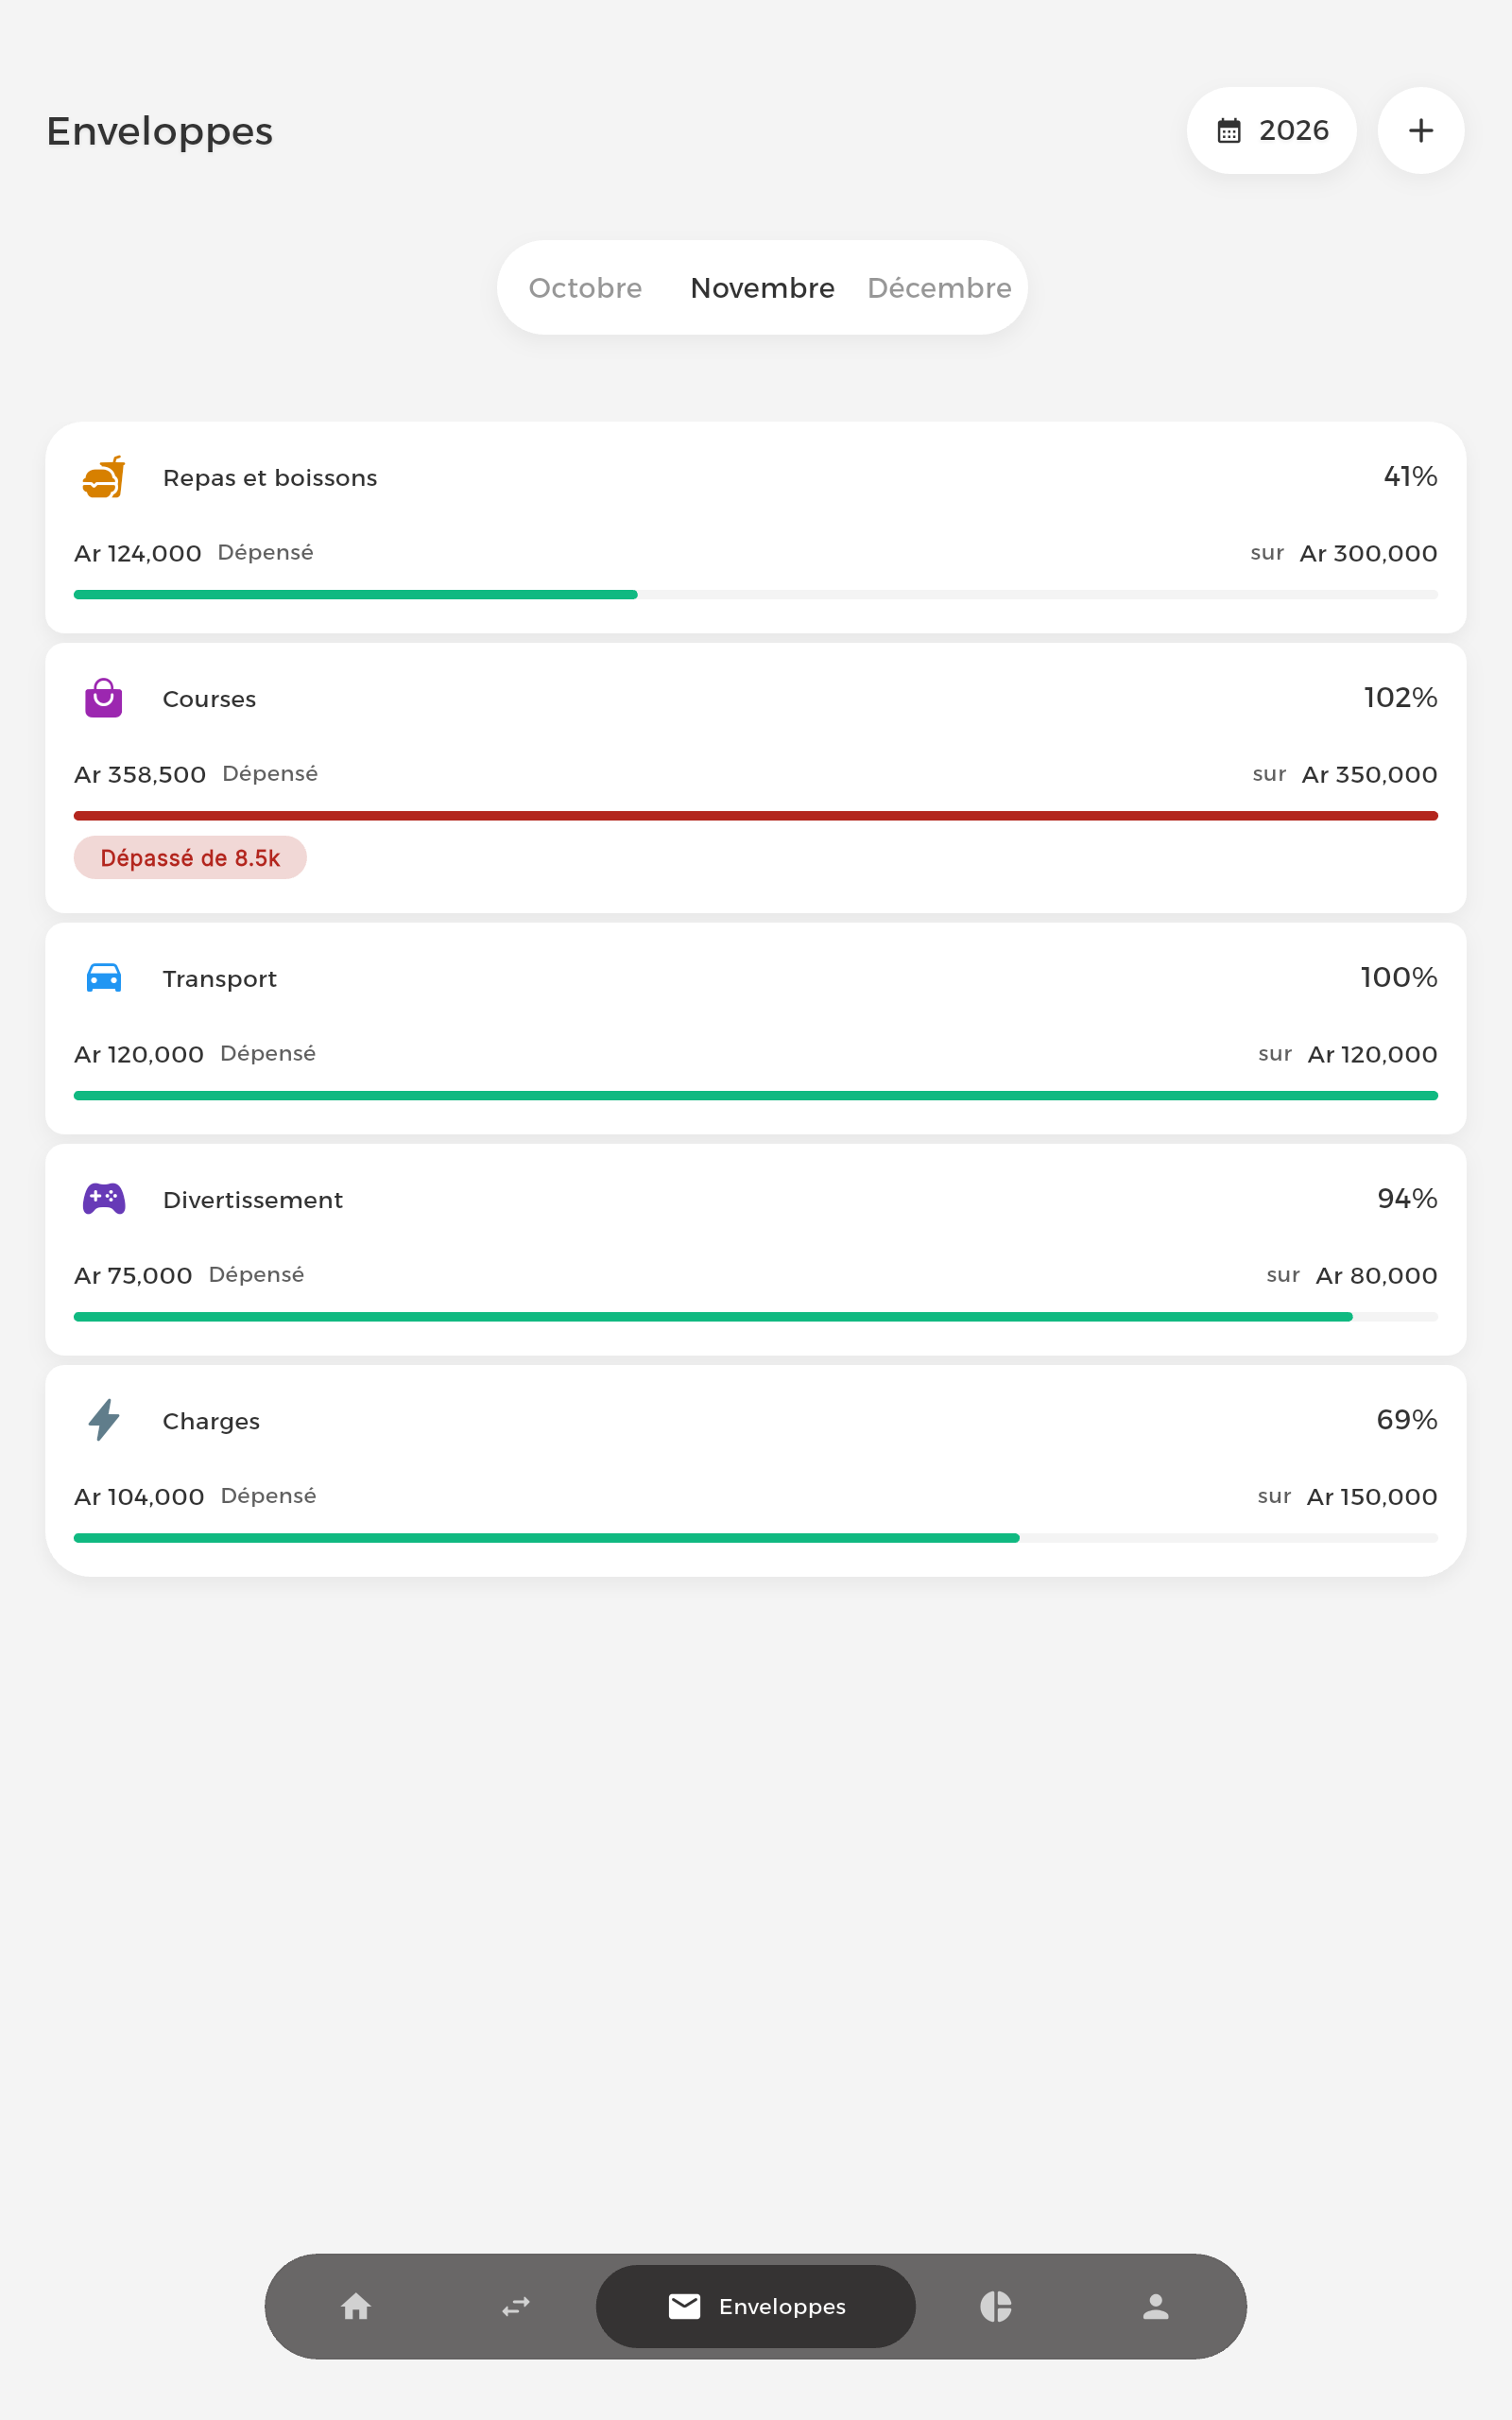 Enveloppes
2026
Octobre Novembre Décembre
Repas et boissons 41%
Ar 124,000 Dépensé sur Ar 300,000
Courses 102%
Ar 358,500 Dépensé sur Ar 350,000
Dépassé de 8.5k
Transport 100%
Ar 120,000 Dépensé sur Ar 120,000
Divertissement 94%
Ar 75,000 Dépensé sur Ar 80,000
Charges 69%
Ar 104,000 Dépensé sur Ar 150,000
Enveloppes